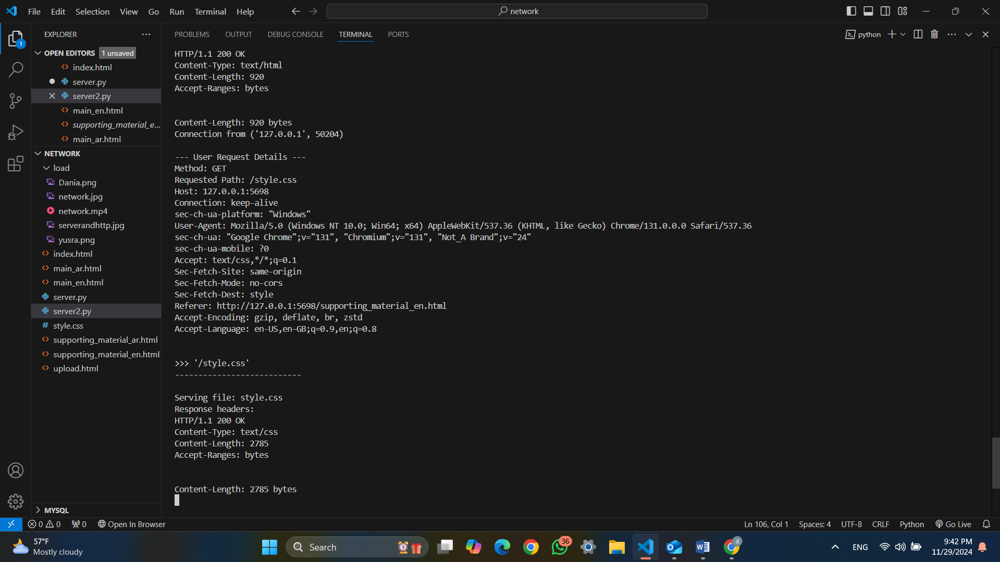 File Edit Selection View Go Run Terminal Help
network
EXPLORER
OPEN EDITORS 1 unsaved
index.html
server.py
server2.py
main_en.html
supporting_material_e...
main_ar.html
NETWORK
load
Dania.png
network.jpg
network.mp4
serverandhttp.jpg
yusra.png
index.html
main_ar.html
main_en.html
server.py
server2.py
style.css
supporting_material_ar.html
supporting_material_en.html
upload.html
MYSQL
1
PROBLEMS OUTPUT DEBUG CONSOLE TERMINAL PORTS
python
HTTP/1.1 200 OK
Content-Type: text/html
Content-Length: 920
Accept-Ranges: bytes
Content-Length: 920 bytes
Connection from ('127.0.0.1', 50204)
--- User Request Details ---
Method: GET
Requested Path: /style.css
Host: 127.0.0.1:5698
Connection: keep-alive
sec-ch-ua-platform: "Windows"
User-Agent: Mozilla/5.0 (Windows NT 10.0; Win64; x64) AppleWebKit/537.36 (KHTML, like Gecko) Chrome/131.0.0.0 Safari/537.36
sec-ch-ua: "Google Chrome";v="131", "Chromium";v="131", "Not_A Brand";v="24"
sec-ch-ua-mobile: ?0
Accept: text/css,*/*;q=0.1
Sec-Fetch-Site: same-origin
Sec-Fetch-Mode: no-cors
Sec-Fetch-Dest: style
Referer: http://127.0.0.1:5698/supporting_material_en.html
Accept-Encoding: gzip, deflate, br, zstd
Accept-Language: en-US,en-GB;q=0.9,en;q=0.8
>>> '/style.css'
---------------------------
Serving file: style.css
Response headers:
HTTP/1.1 200 OK
Content-Type: text/css
Content-Length: 2785
Accept-Ranges: bytes
Content-Length: 2785 bytes
0 0 0 Open In Browser
Ln 106, Col 1 Spaces: 4 UTF-8 CRLF Python Go Live
57°F
Mostly cloudy
Search
36
d
ENG
9:42 PM
11/29/2024